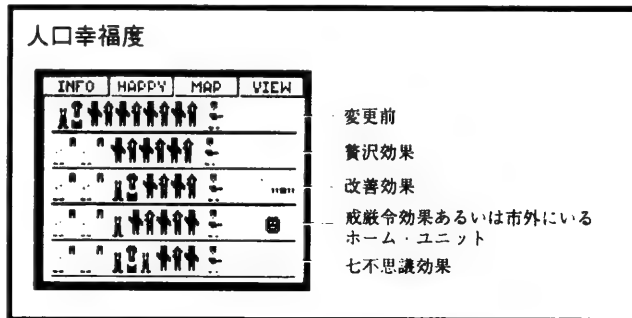 人口幸福度
INFO HAPPY MAP VIEW
変更前
贅沢効果
改善効果
戒厳令効果あるいは市外にいる
ホーム・ユニット
七不思議効果